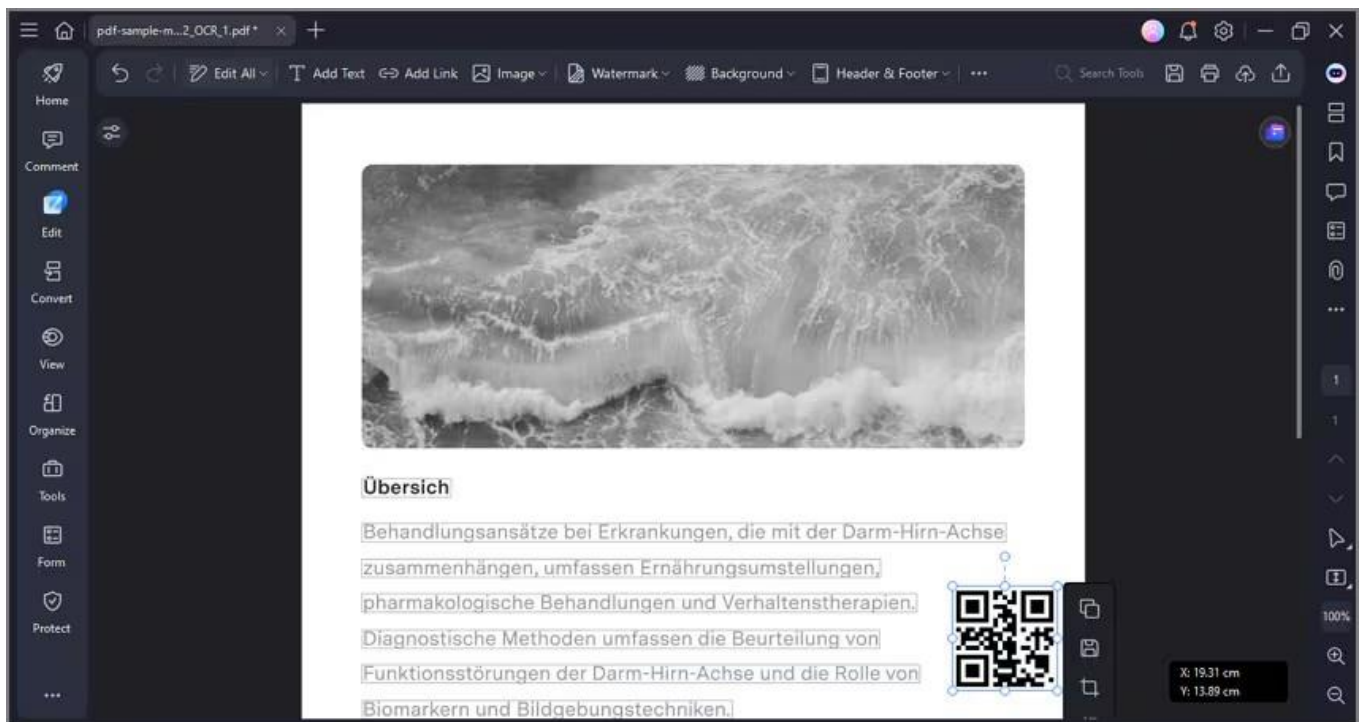 pdf-sample-m...2_OCR_1.pdf *
Edit All
Add Text
Add Link
Image
Watermark
Background
Header & Footer
Search Tools
Home
Comment
Edit
Convert
View
Organize
Tools
Form
Protect
Übersich
Behandlungsansätze bei Erkrankungen, die mit der Darm-Hirn-Achse
zusammenhängen, umfassen Ernährungsumstellungen,
pharmakologische Behandlungen und Verhaltenstherapien.
Diagnostische Methoden umfassen die Beurteilung von
Funktionsstörungen der Darm-Hirn-Achse und die Rolle von
Biomarkern und Bildgebungstechniken.
1
1
100%
X: 19.31 cm
Y: 13.89 cm